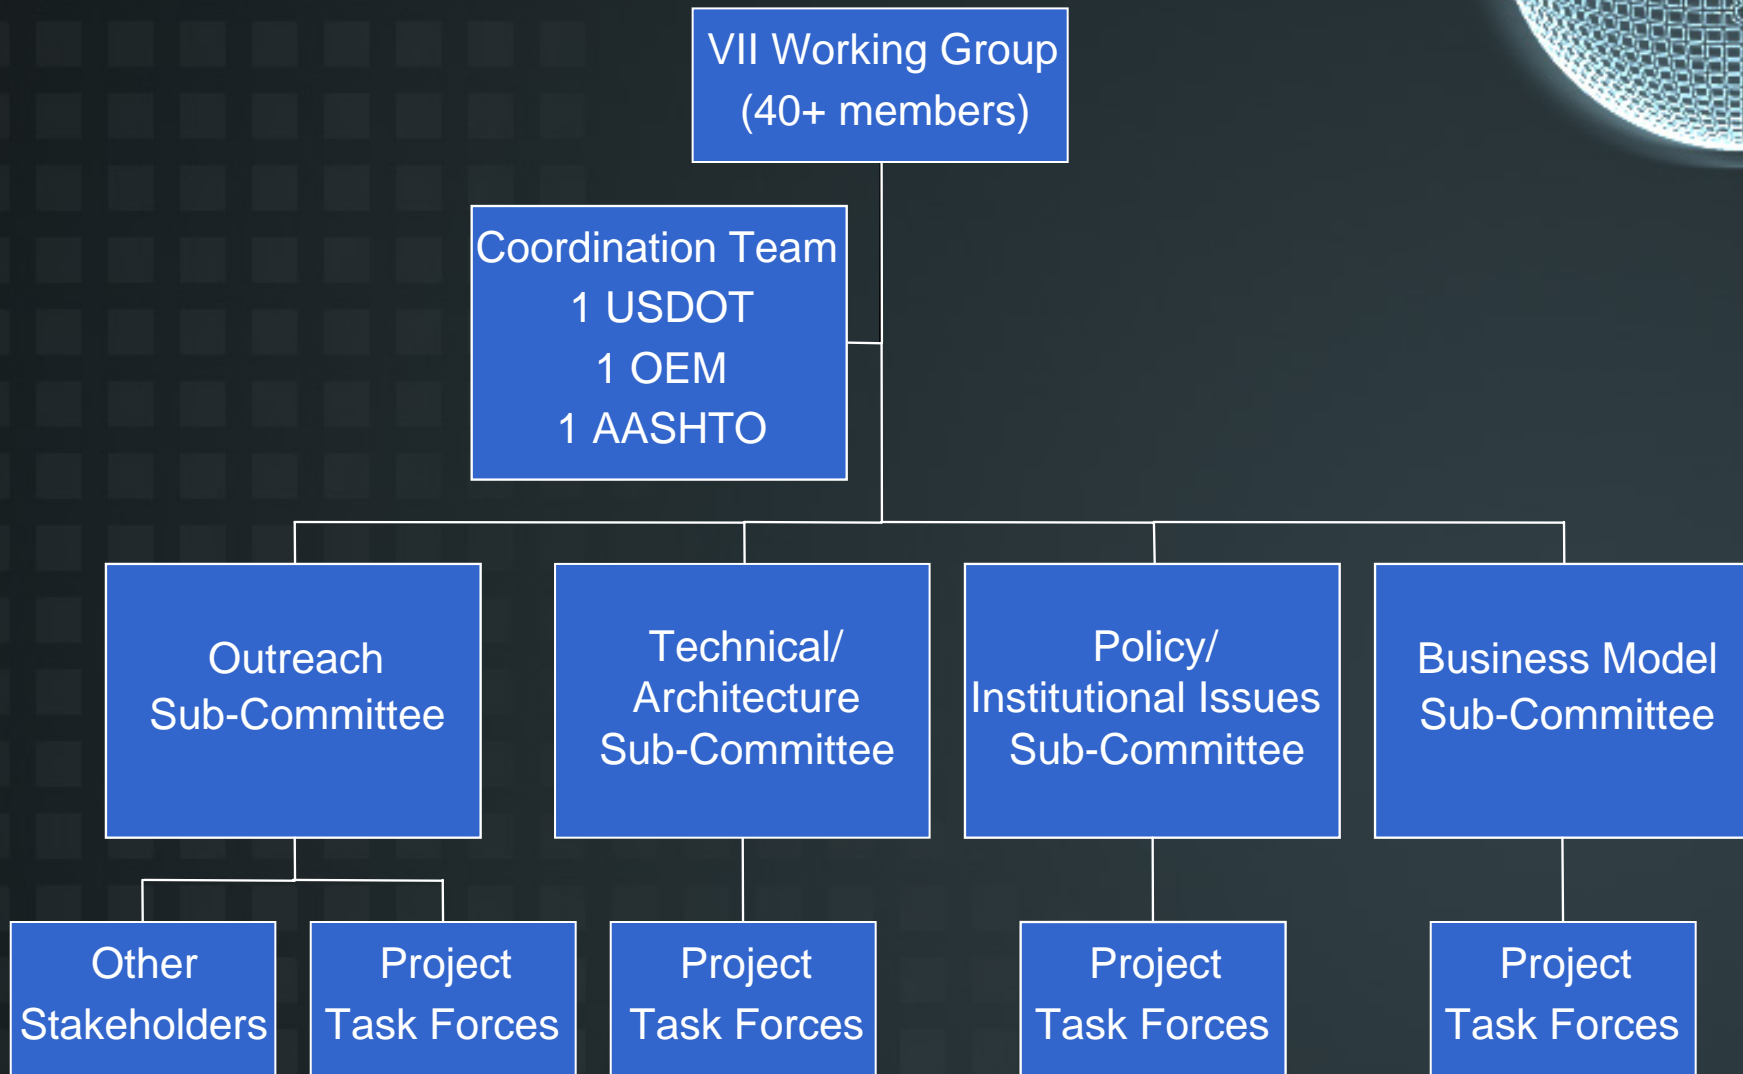 VII Working Group
(40+ members)
Coordination Team
1 USDOT
1 OEM
1 AASHTO
Outreach
Sub-Committee
Technical/
Architecture
Sub-Committee
Policy/
Institutional Issues
Sub-Committee
Business Model
Sub-Committee
Other
Stakeholders
Project
Task Forces
Project
Task Forces
Project
Task Forces
Project
Task Forces